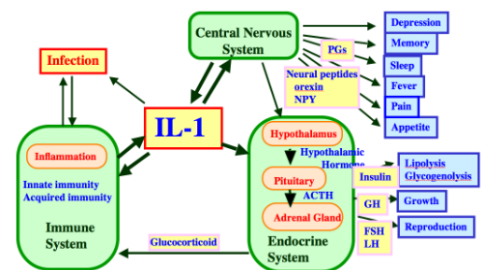 Central Nervous
System
PGs
Neural peptides
orexin
NPY
Depression
Memory
Sleep
Fever
Pain
Appetite
Infection
IL-1
Inflammation
Innate immunity
Acquired immunity
Immune
System
Hypothalamus
Hypothalamic
Hormone
Pituitary
ACTH
Adrenal Gland
Endocrine
System
Glucocorticoid
Insulin
GH
FSH
LH
Lipolysis
Glycogenolysis
Growth
Reproduction